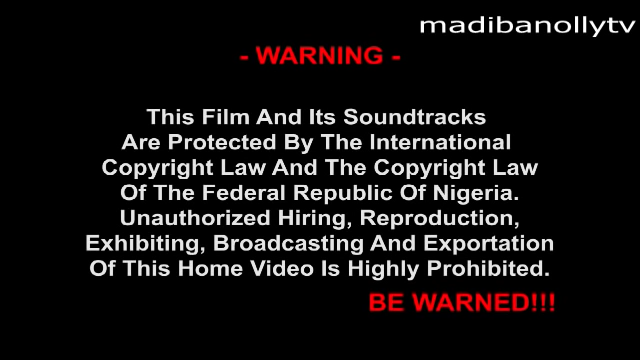 madibanollytv
- WARNING -
This Film And Its Soundtracks
Are Protected By The International
Copyright Law And The Copyright Law
Of The Federal Republic Of Nigeria.
Unauthorized Hiring, Reproduction,
Exhibiting, Broadcasting And Exportation
Of This Home Video Is Highly Prohibited.
BE WARNED!!!